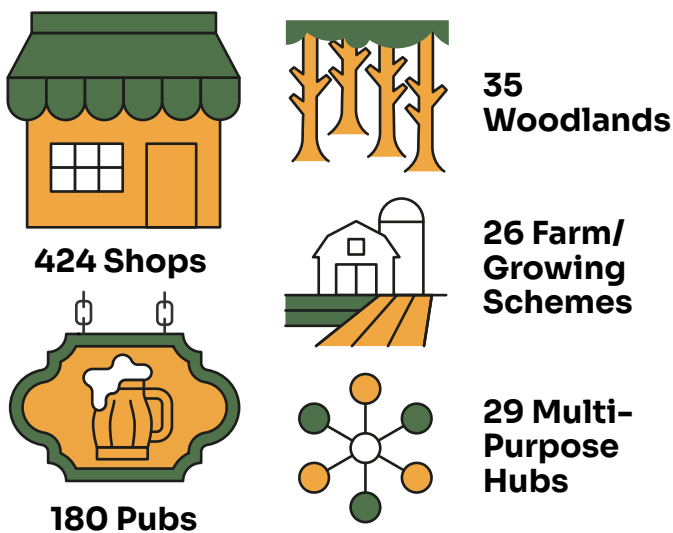 424 Shops
180 Pubs
35
Woodlands
26 Farm/
Growing
Schemes
29 Multi-
Purpose
Hubs